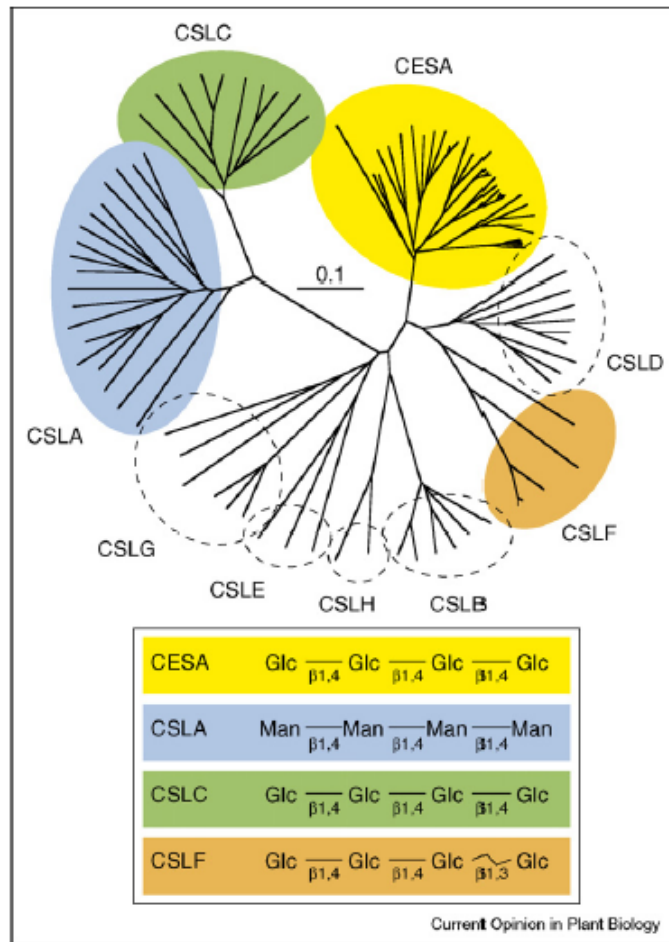 CSLC
CESA
0.1
CSLD
CSLA
CSLF
CSLG
CSLE
CSLH
CSLB
CESA Glc Glc Glc Glc
β1,4 β1,4 β1,4
CSLA Man Man Man Man
β1,4 β1,4 β1,4
CSLC Glc Glc Glc Glc
β1,4 β1,4 β1,4
CSLF Glc Glc Glc Glc
β1,4 β1,4 β1,3
Current Opinion in Plant Biology